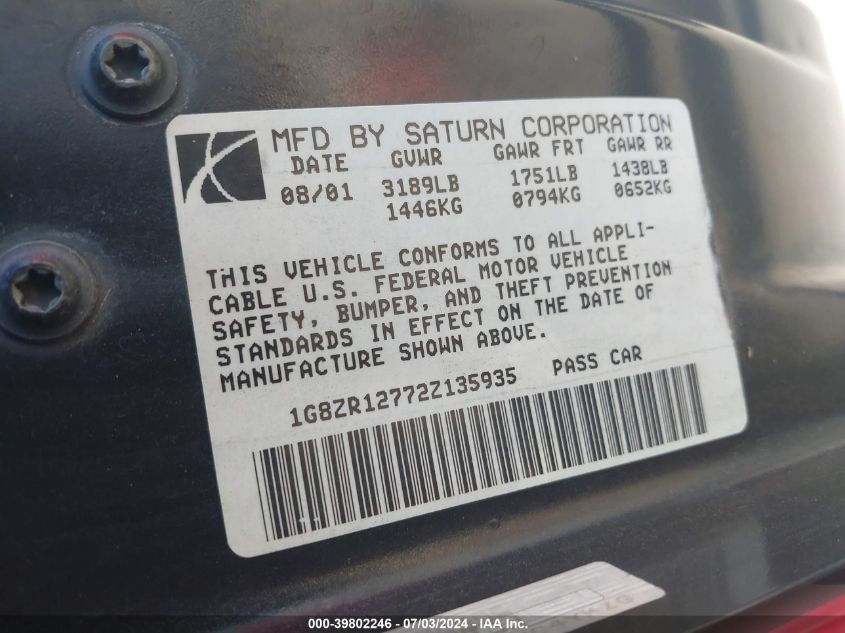 MFD BY SATURN CORPORATION
DATE GVWR GAWR FRT GAWR RR
08/01 3189LB 1751LB 1438LB
1446KG 0794KG 0652KG
THIS VEHICLE CONFORMS TO ALL APPLI-
CABLE U.S. FEDERAL MOTOR VEHICLE
SAFETY, BUMPER, AND THEFT PREVENTION
STANDARDS IN EFFECT ON THE DATE OF
MANUFACTURE SHOWN ABOVE.
1G8ZR12772Z135935 PASS CAR
000-39802246 - 07/03/2024 - IAA Inc.